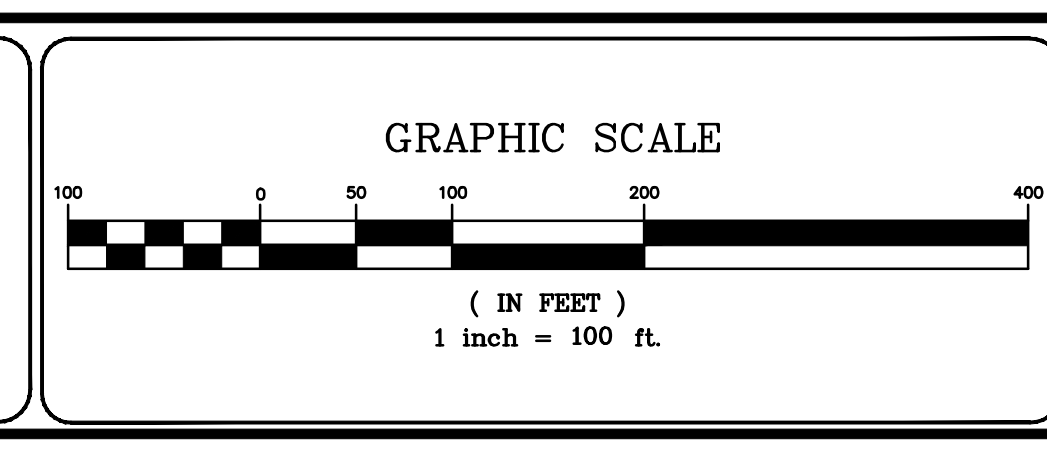 GRAPHIC SCALE
100 0 50 100 200 400
( IN FEET )
1 inch = 100 ft.